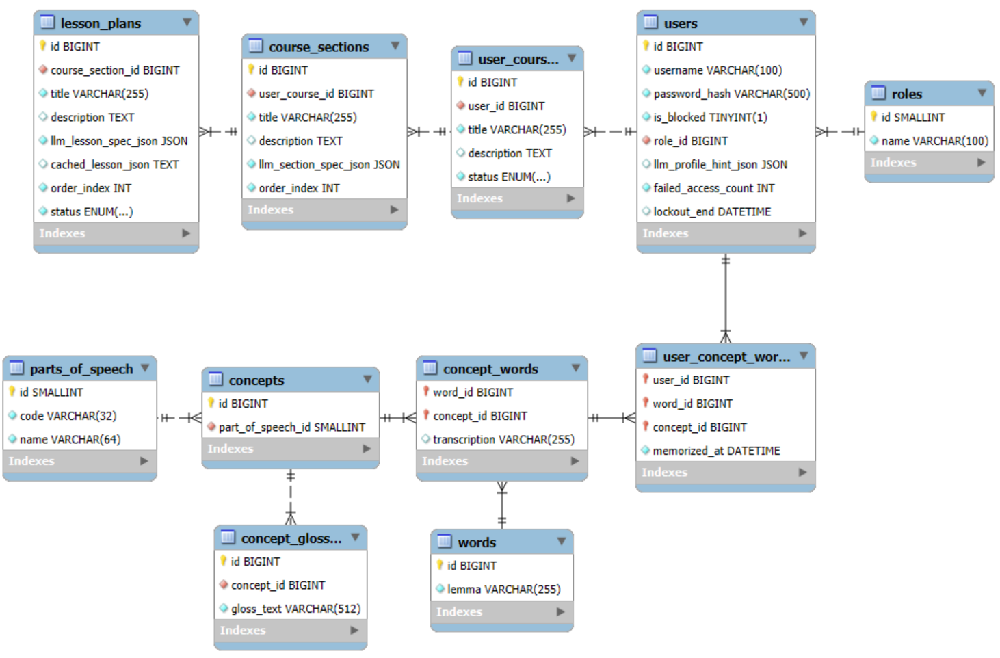 lesson_plans
id BIGINT
course_section_id BIGINT
title VARCHAR(255)
description TEXT
llm_lesson_spec_json JSON
cached_lesson_json TEXT
order_index INT
status ENUM(...)
Indexes
course_sections
id BIGINT
user_course_id BIGINT
title VARCHAR(255)
description TEXT
llm_section_spec_json JSON
order_index INT
Indexes
user_cours...
id BIGINT
user_id BIGINT
title VARCHAR(255)
description TEXT
status ENUM(...)
Indexes
users
id BIGINT
username VARCHAR(100)
password_hash VARCHAR(500)
is_blocked TINYINT(1)
role_id BIGINT
llm_profile_hint_json JSON
failed_access_count INT
lockout_end DATETIME
Indexes
roles
id SMALLINT
name VARCHAR(100)
Indexes
parts_of_speech
id SMALLINT
code VARCHAR(32)
name VARCHAR(64)
Indexes
concepts
id BIGINT
part_of_speech_id SMALLINT
Indexes
concept_words
word_id BIGINT
concept_id BIGINT
transcription VARCHAR(255)
Indexes
user_concept_wor...
user_id BIGINT
word_id BIGINT
concept_id BIGINT
memorized_at DATETIME
Indexes
concept_gloss...
id BIGINT
concept_id BIGINT
gloss_text VARCHAR(512)
Indexes
words
id BIGINT
lemma VARCHAR(255)
Indexes